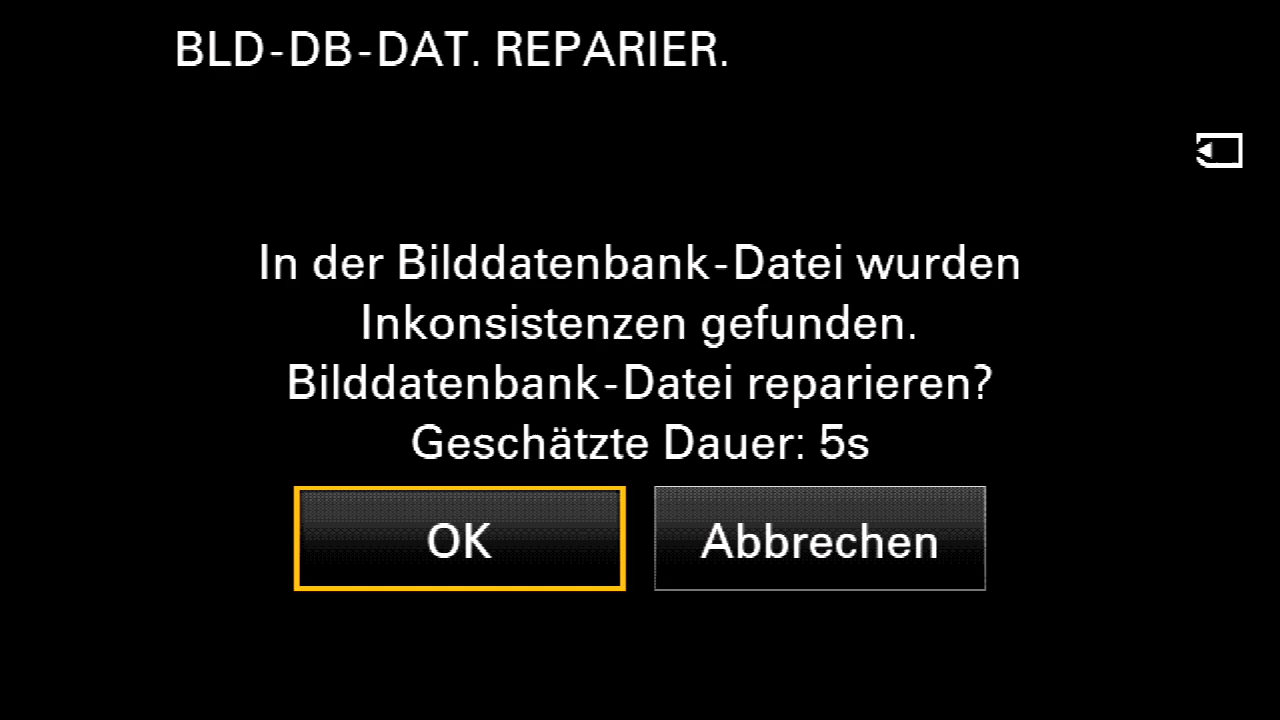 BLD-DB-DAT. REPARIER.
In der Bilddatenbank-Datei wurden
Inkonsistenzen gefunden.
Bilddatenbank-Datei reparieren?
Geschätzte Dauer: 5s
OK
Abbrechen